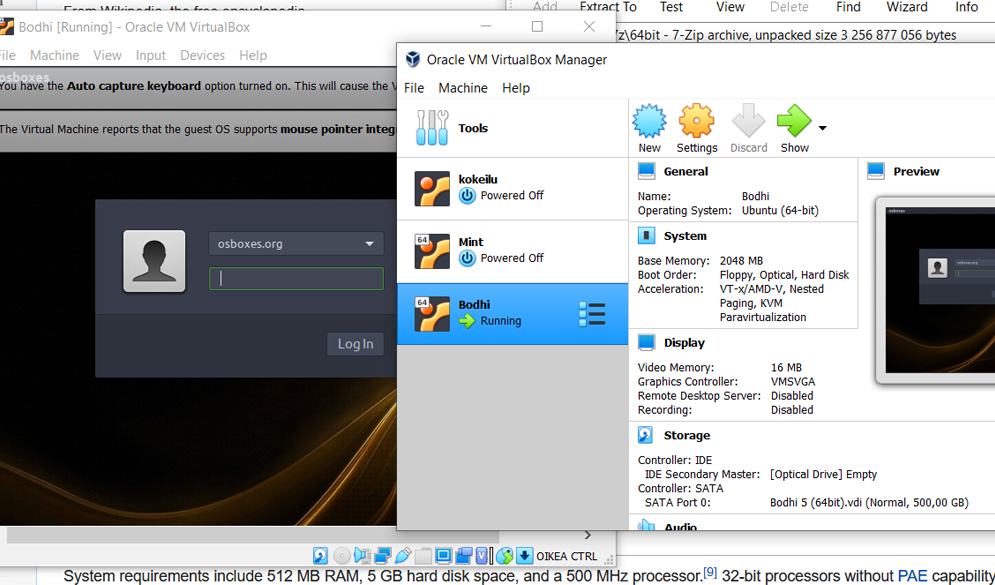 From Wikipedia, the free encyclopedia
Add Extract To Test View Delete Find Wizard Info
Bodhi [Running] - Oracle VM VirtualBox
7z\64bit - 7-Zip archive, unpacked size 3 256 877 056 bytes
File Machine View Input Devices Help
osboxes
You have the Auto capture keyboard option turned on. This will cause the V
The Virtual Machine reports that the guest OS supports mouse pointer integ
osboxes.org
Log In
OIKEA CTRL
Oracle VM VirtualBox Manager
File Machine Help
Tools
kokeilu
Powered Off
64
Mint
Powered Off
64
Bodhi
Running
New Settings Discard Show
General
Name: Bodhi
Operating System: Ubuntu (64-bit)
System
Base Memory: 2048 MB
Boot Order: Floppy, Optical, Hard Disk
Acceleration: VT-x/AMD-V, Nested
Paging, KVM
Paravirtualization
Display
Video Memory: 16 MB
Graphics Controller: VMSVGA
Remote Desktop Server: Disabled
Recording: Disabled
Storage
Controller: IDE
IDE Secondary Master: [Optical Drive] Empty
Controller: SATA
SATA Port 0: Bodhi 5 (64bit).vdi (Normal, 500,00 GB)
Audio
Preview
System requirements include 512 MB RAM, 5 GB hard disk space, and a 500 MHz processor.[9] 32-bit processors without PAE capability